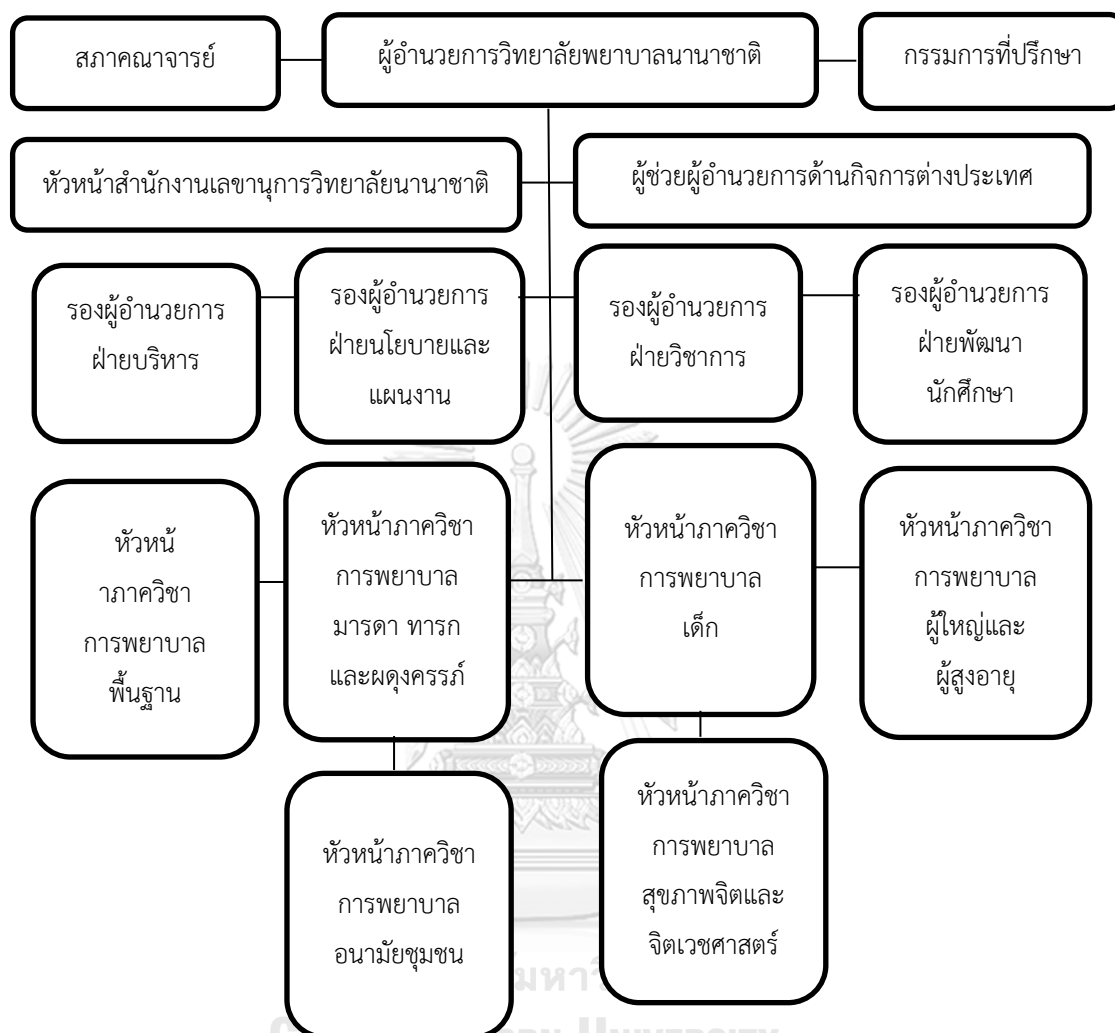 สภาคณาจารย์
ผู้อำนวยการวิทยาลัยพยาบาลนานาชาติ
กรรมการที่ปรึกษา
หัวหน้าสำนักงานเลขานุการวิทยาลัยนานาชาติ
ผู้ช่วยผู้อำนวยการด้านกิจการต่างประเทศ
รองผู้อำนวยการ
ฝ่ายบริหาร
รองผู้อำนวยการ
ฝ่ายนโยบายและ
แผนงาน
รองผู้อำนวยการ
ฝ่ายวิชาการ
รองผู้อำนวยการ
ฝ่ายพัฒนา
นักศึกษา
หัวหน้
าภาควิชา
การพยาบาล
พื้นฐาน
หัวหน้าภาควิชา
การพยาบาล
มารดา ทารก
และผดุงครรภ์
หัวหน้าภาควิชา
การพยาบาล
เด็ก
หัวหน้าภาควิชา
การพยาบาล
ผู้ใหญ่และ
ผู้สูงอายุ
หัวหน้าภาควิชา
การพยาบาล
อนามัยชุมชน
หัวหน้าภาควิชา
การพยาบาล
สุขภาพจิตและ
จิตเวชศาสตร์